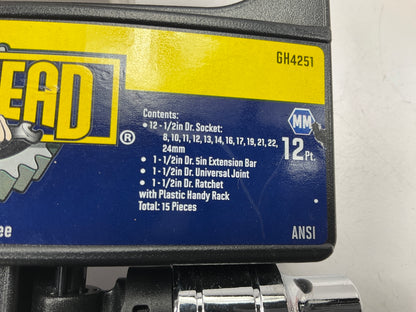 GH4251
EAD
®
Contents:
• 12 - 1/2in Dr. Socket:
8, 10, 11, 12, 13, 14, 16, 17, 19, 21, 22,
24mm
• 1 - 1/2in Dr. 5in Extension Bar
• 1 - 1/2in Dr. Universal Joint
• 1 - 1/2in Dr. Ratchet
with Plastic Handy Rack
Total: 15 Pieces
MM
12 Pt.
ee
ANSI